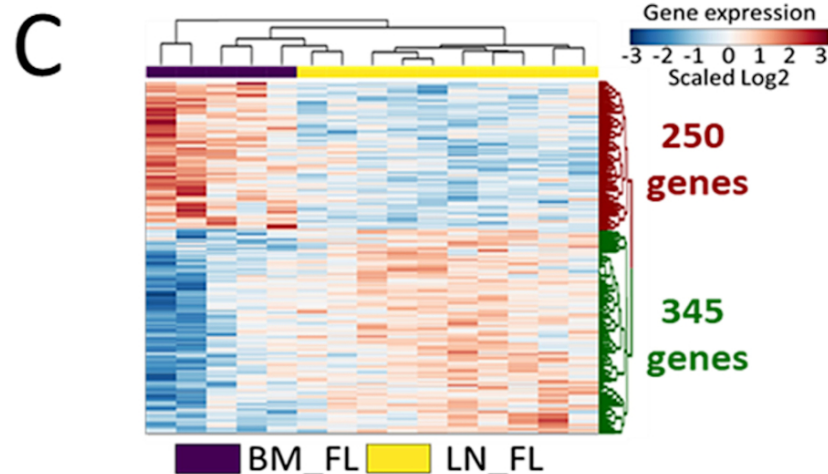 C
Gene expression
-3 -2 -1 0 1 2 3
Scaled Log2
250
genes
345
genes
BM_FL LN_FL